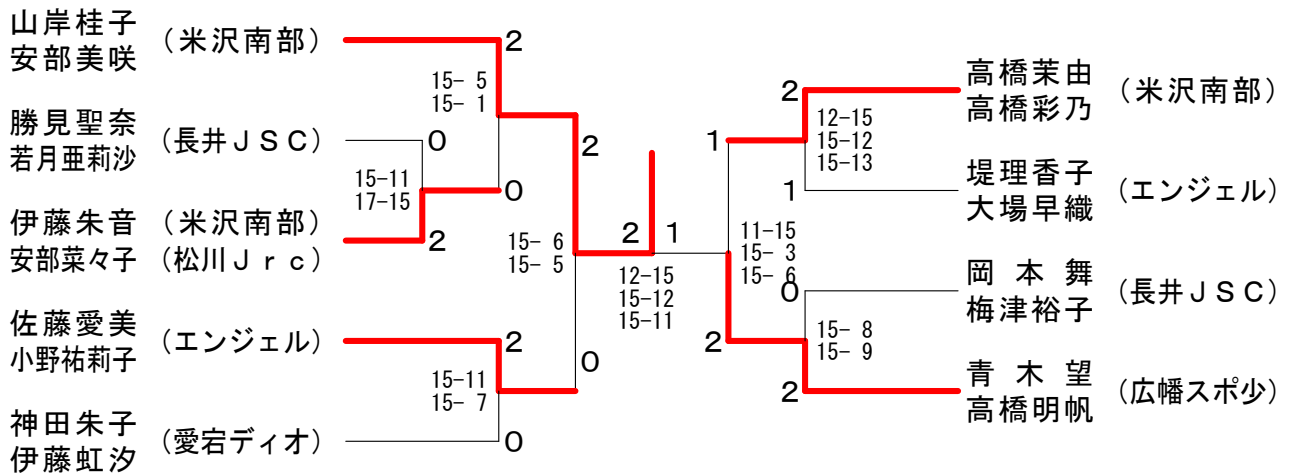 山岸桂子
安部美咲
（米沢南部）
2
15- 5
15- 1
勝見聖奈
若月亜莉沙
（長井ＪＳＣ）
0
15-11
17-15
0
伊藤朱音
安部菜々子
（米沢南部）
（松川Ｊｒｃ）
2
2
15- 6
15- 5
佐藤愛美
小野祐莉子
（エンジェル）
2
0
15-11
15- 7
神田朱子
伊藤虹汐
（愛宕ディオ）
0
2
1
12-15
15-12
15-11
高橋茉由
高橋彩乃
（米沢南部）
2
12-15
15-12
15-13
1
堤理香子
大場早織
（エンジェル）
1
11-15
15- 3
15- 6
岡本舞
梅津裕子
（長井ＪＳＣ）
0
15- 8
15- 9
2
青木望
高橋明帆
（広幡スポ少）
2